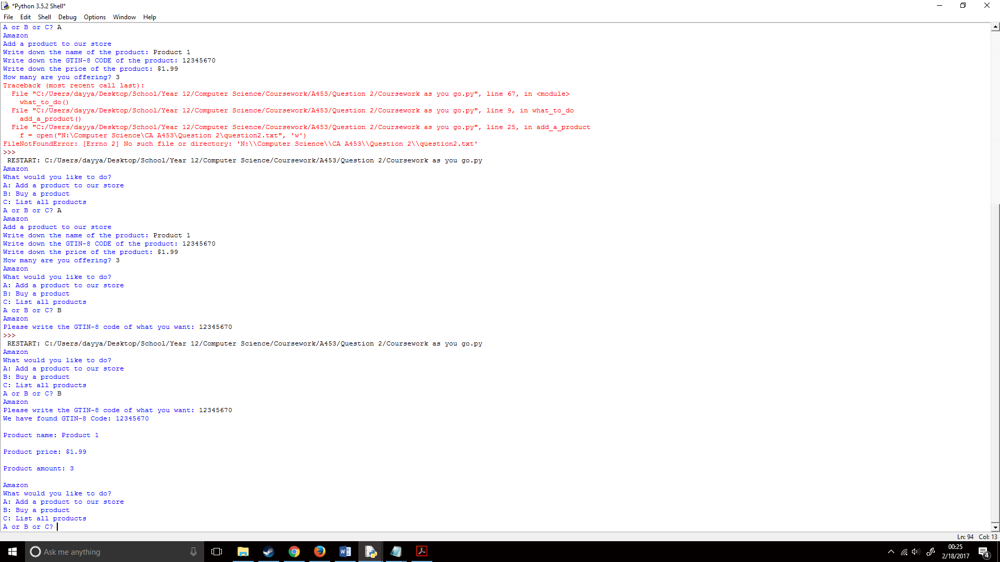 *Python 3.5.2 Shell*
File Edit Shell Debug Options Window Help
A or B or C? A
Amazon
Add a product to our store
Write down the name of the product: Product 1
Write down the GTIN-8 CODE of the product: 12345670
Write down the price of the product: $1.99
How many are you offering? 3
Traceback (most recent call last):
  File "C:/Users/dayya/Desktop/School/Year 12/Computer Science/Coursework/A453/Question 2/Coursework as you go.py", line 67, in <module>
    what_to_do()
  File "C:/Users/dayya/Desktop/School/Year 12/Computer Science/Coursework/A453/Question 2/Coursework as you go.py", line 9, in what_to_do
    add_a_product()
  File "C:/Users/dayya/Desktop/School/Year 12/Computer Science/Coursework/A453/Question 2/Coursework as you go.py", line 25, in add_a_product
    f = open("N:\Computer Science\CA A453\Question 2\question2.txt", 'w')
FileNotFoundError: [Errno 2] No such file or directory: 'N:\\Computer Science\\CA A453\\Question 2\\question2.txt'
>>>
 RESTART: C:/Users/dayya/Desktop/School/Year 12/Computer Science/Coursework/A453/Question 2/Coursework as you go.py
Amazon
What would you like to do?
A: Add a product to our store
B: Buy a product
C: List all products
A or B or C? A
Amazon
Add a product to our store
Write down the name of the product: Product 1
Write down the GTIN-8 CODE of the product: 12345670
Write down the price of the product: $1.99
How many are you offering? 3
Amazon
What would you like to do?
A: Add a product to our store
B: Buy a product
C: List all products
A or B or C? B
Amazon
Please write the GTIN-8 code of what you want: 12345670
>>>
 RESTART: C:/Users/dayya/Desktop/School/Year 12/Computer Science/Coursework/A453/Question 2/Coursework as you go.py
Amazon
What would you like to do?
A: Add a product to our store
B: Buy a product
C: List all products
A or B or C? B
Amazon
Please write the GTIN-8 code of what you want: 12345670
We have found GTIN-8 Code: 12345670
Product name: Product 1
Product price: $1.99
Product amount: 3
Amazon
What would you like to do?
A: Add a product to our store
B: Buy a product
C: List all products
A or B or C?
Ln: 94 Col: 13
Ask me anything
00:25
2/18/2017
4